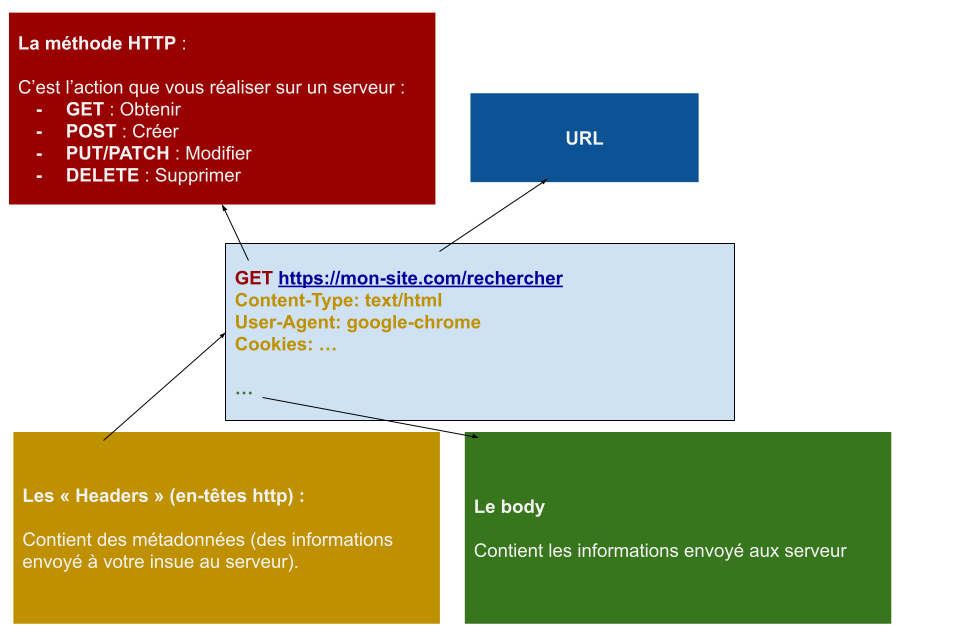 La méthode HTTP :
C’est l’action que vous réaliser sur un serveur :
- GET : Obtenir
- POST : Créer
- PUT/PATCH : Modifier
- DELETE : Supprimer
URL
GET https://mon-site.com/rechercher
Content-Type: text/html
User-Agent: google-chrome
Cookies: …
…
Les « Headers » (en-têtes http) :
Contient des métadonnées (des informations
envoyé à votre insue au serveur).
Le body
Contient les informations envoyé aux serveur